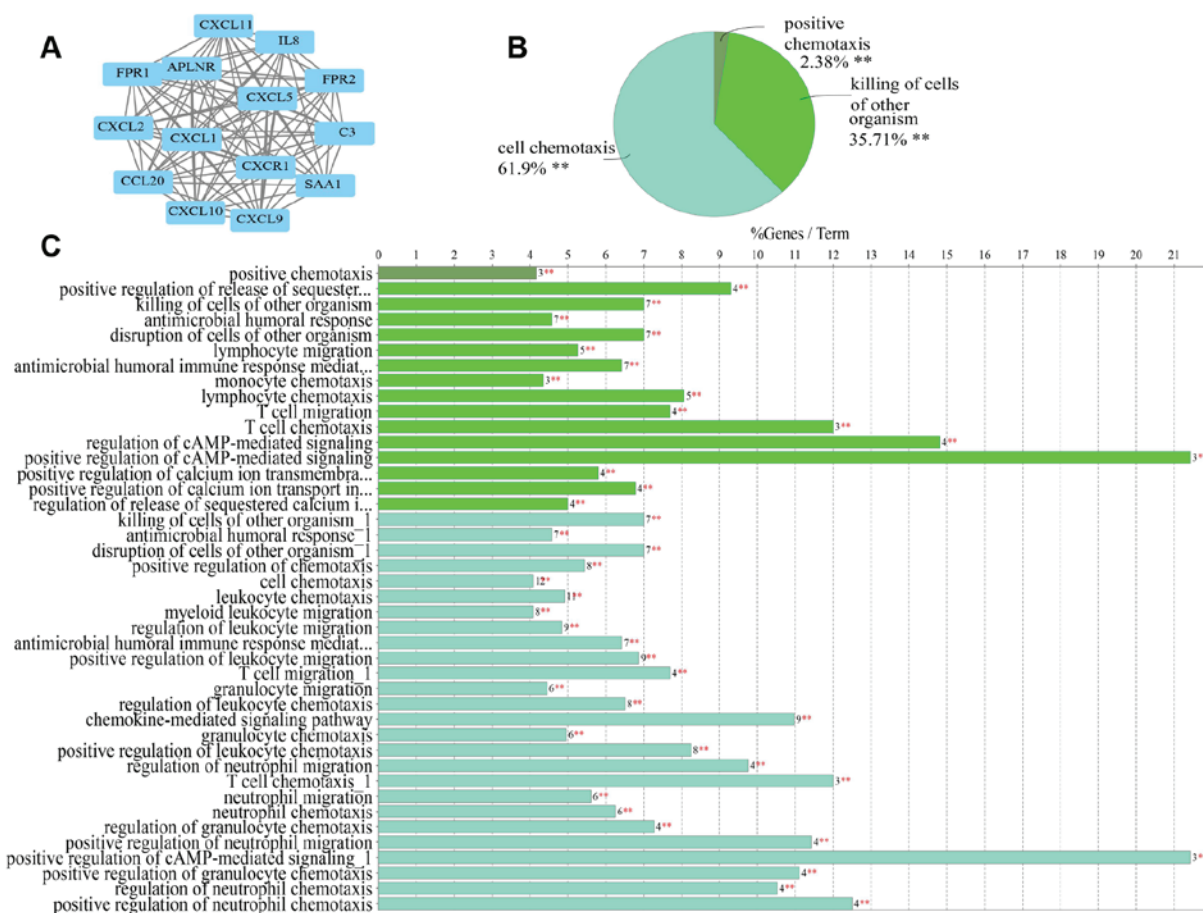 A
CXCL11
IL8
FPR1
APLNR
FPR2
CXCL5
CXCL2
CXCL1
C3
CXCR1
CCL20
SAA1
CXCL10
CXCL9
B
positive
chemotaxis
2.38% **
killing of cells
of other
organism
35.71% **
cell chemotaxis
61.9% **
C
%Genes / Term
0 1 2 3 4 5 6 7 8 9 10 11 12 13 14 15 16 17 18 19 20 21
positive chemotaxis 3**
positive regulation of release of sequester... 4**
killing of cells of other organism 7**
antimicrobial humoral response 7**
disruption of cells of other organism 7**
lymphocyte migration 5**
antimicrobial humoral immune response mediat... 7**
monocyte chemotaxis 3**
lymphocyte chemotaxis 5**
T cell migration 4**
T cell chemotaxis 3**
regulation of cAMP-mediated signaling 4**
positive regulation of cAMP-mediated signaling 3*
positive regulation of calcium ion transmembra... 4**
positive regulation of calcium ion transport in... 4**
regulation of release of sequestered calcium i... 4**
killing of cells of other organism_1 7**
antimicrobial humoral response_1 7**
disruption of cells of other organism_1 7**
positive regulation of chemotaxis 8**
cell chemotaxis 12**
leukocyte chemotaxis 11**
myeloid leukocyte migration 8**
regulation of leukocyte migration 9**
antimicrobial humoral immune response mediat... 7**
positive regulation of leukocyte migration 9**
T cell migration_1 4**
granulocyte migration 6**
regulation of leukocyte chemotaxis 8**
chemokine-mediated signaling pathway 9**
granulocyte chemotaxis 6**
positive regulation of leukocyte chemotaxis 8**
regulation of neutrophil migration 4**
T cell chemotaxis_1 3**
neutrophil migration 6**
neutrophil chemotaxis 6**
regulation of granulocyte chemotaxis 4**
positive regulation of neutrophil migration 4**
positive regulation of cAMP-mediated signaling_1 3*
positive regulation of granulocyte chemotaxis 4**
regulation of neutrophil chemotaxis 4**
positive regulation of neutrophil chemotaxis 4**